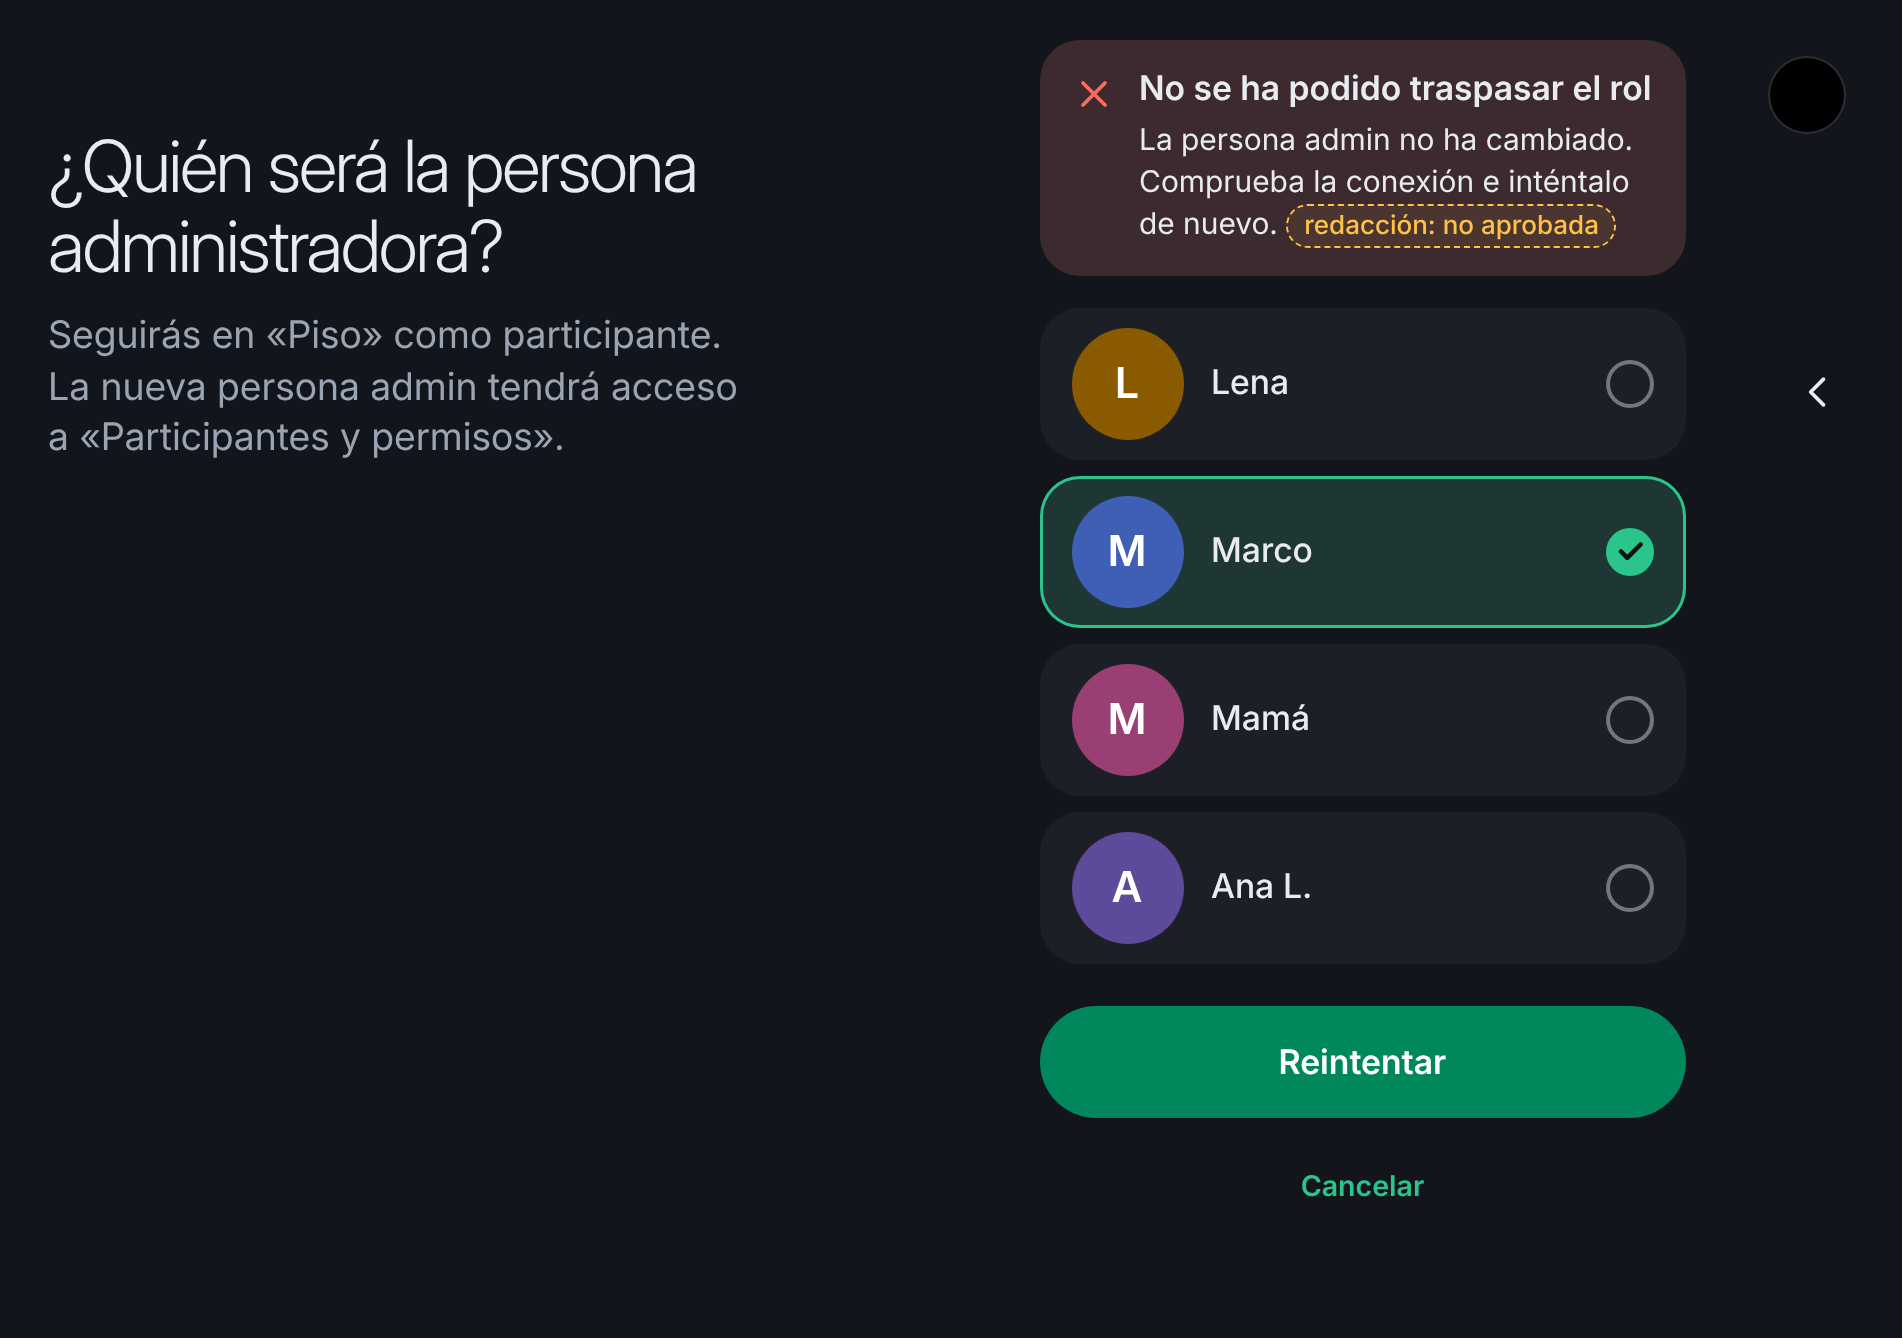 ¿Quién será la persona
administradora?
Seguirás en «Piso» como participante.
La nueva persona admin tendrá acceso
a «Participantes y permisos».
No se ha podido traspasar el rol
La persona admin no ha cambiado.
Comprueba la conexión e inténtalo
de nuevo. redacción: no aprobada
L Lena
M Marco
M Mamá
A Ana L.
Reintentar
Cancelar